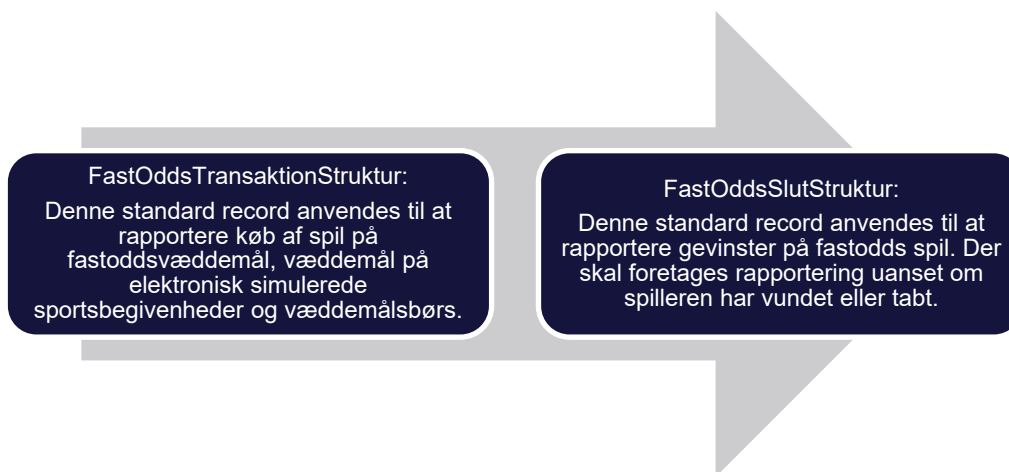 FastOddsTransaktionStruktur:
Denne standard record anvendes til at
rapportere køb af spil på
fastoddsvæddemål, væddemål på
elektronisk simulerede
sportsbegivenheder og væddemålsbørs.
FastOddsSlutStruktur:
Denne standard record anvendes til at
rapportere gevinster på fastodds spil. Der
skal foretages rapportering uanset om
spilleren har vundet eller tabt.